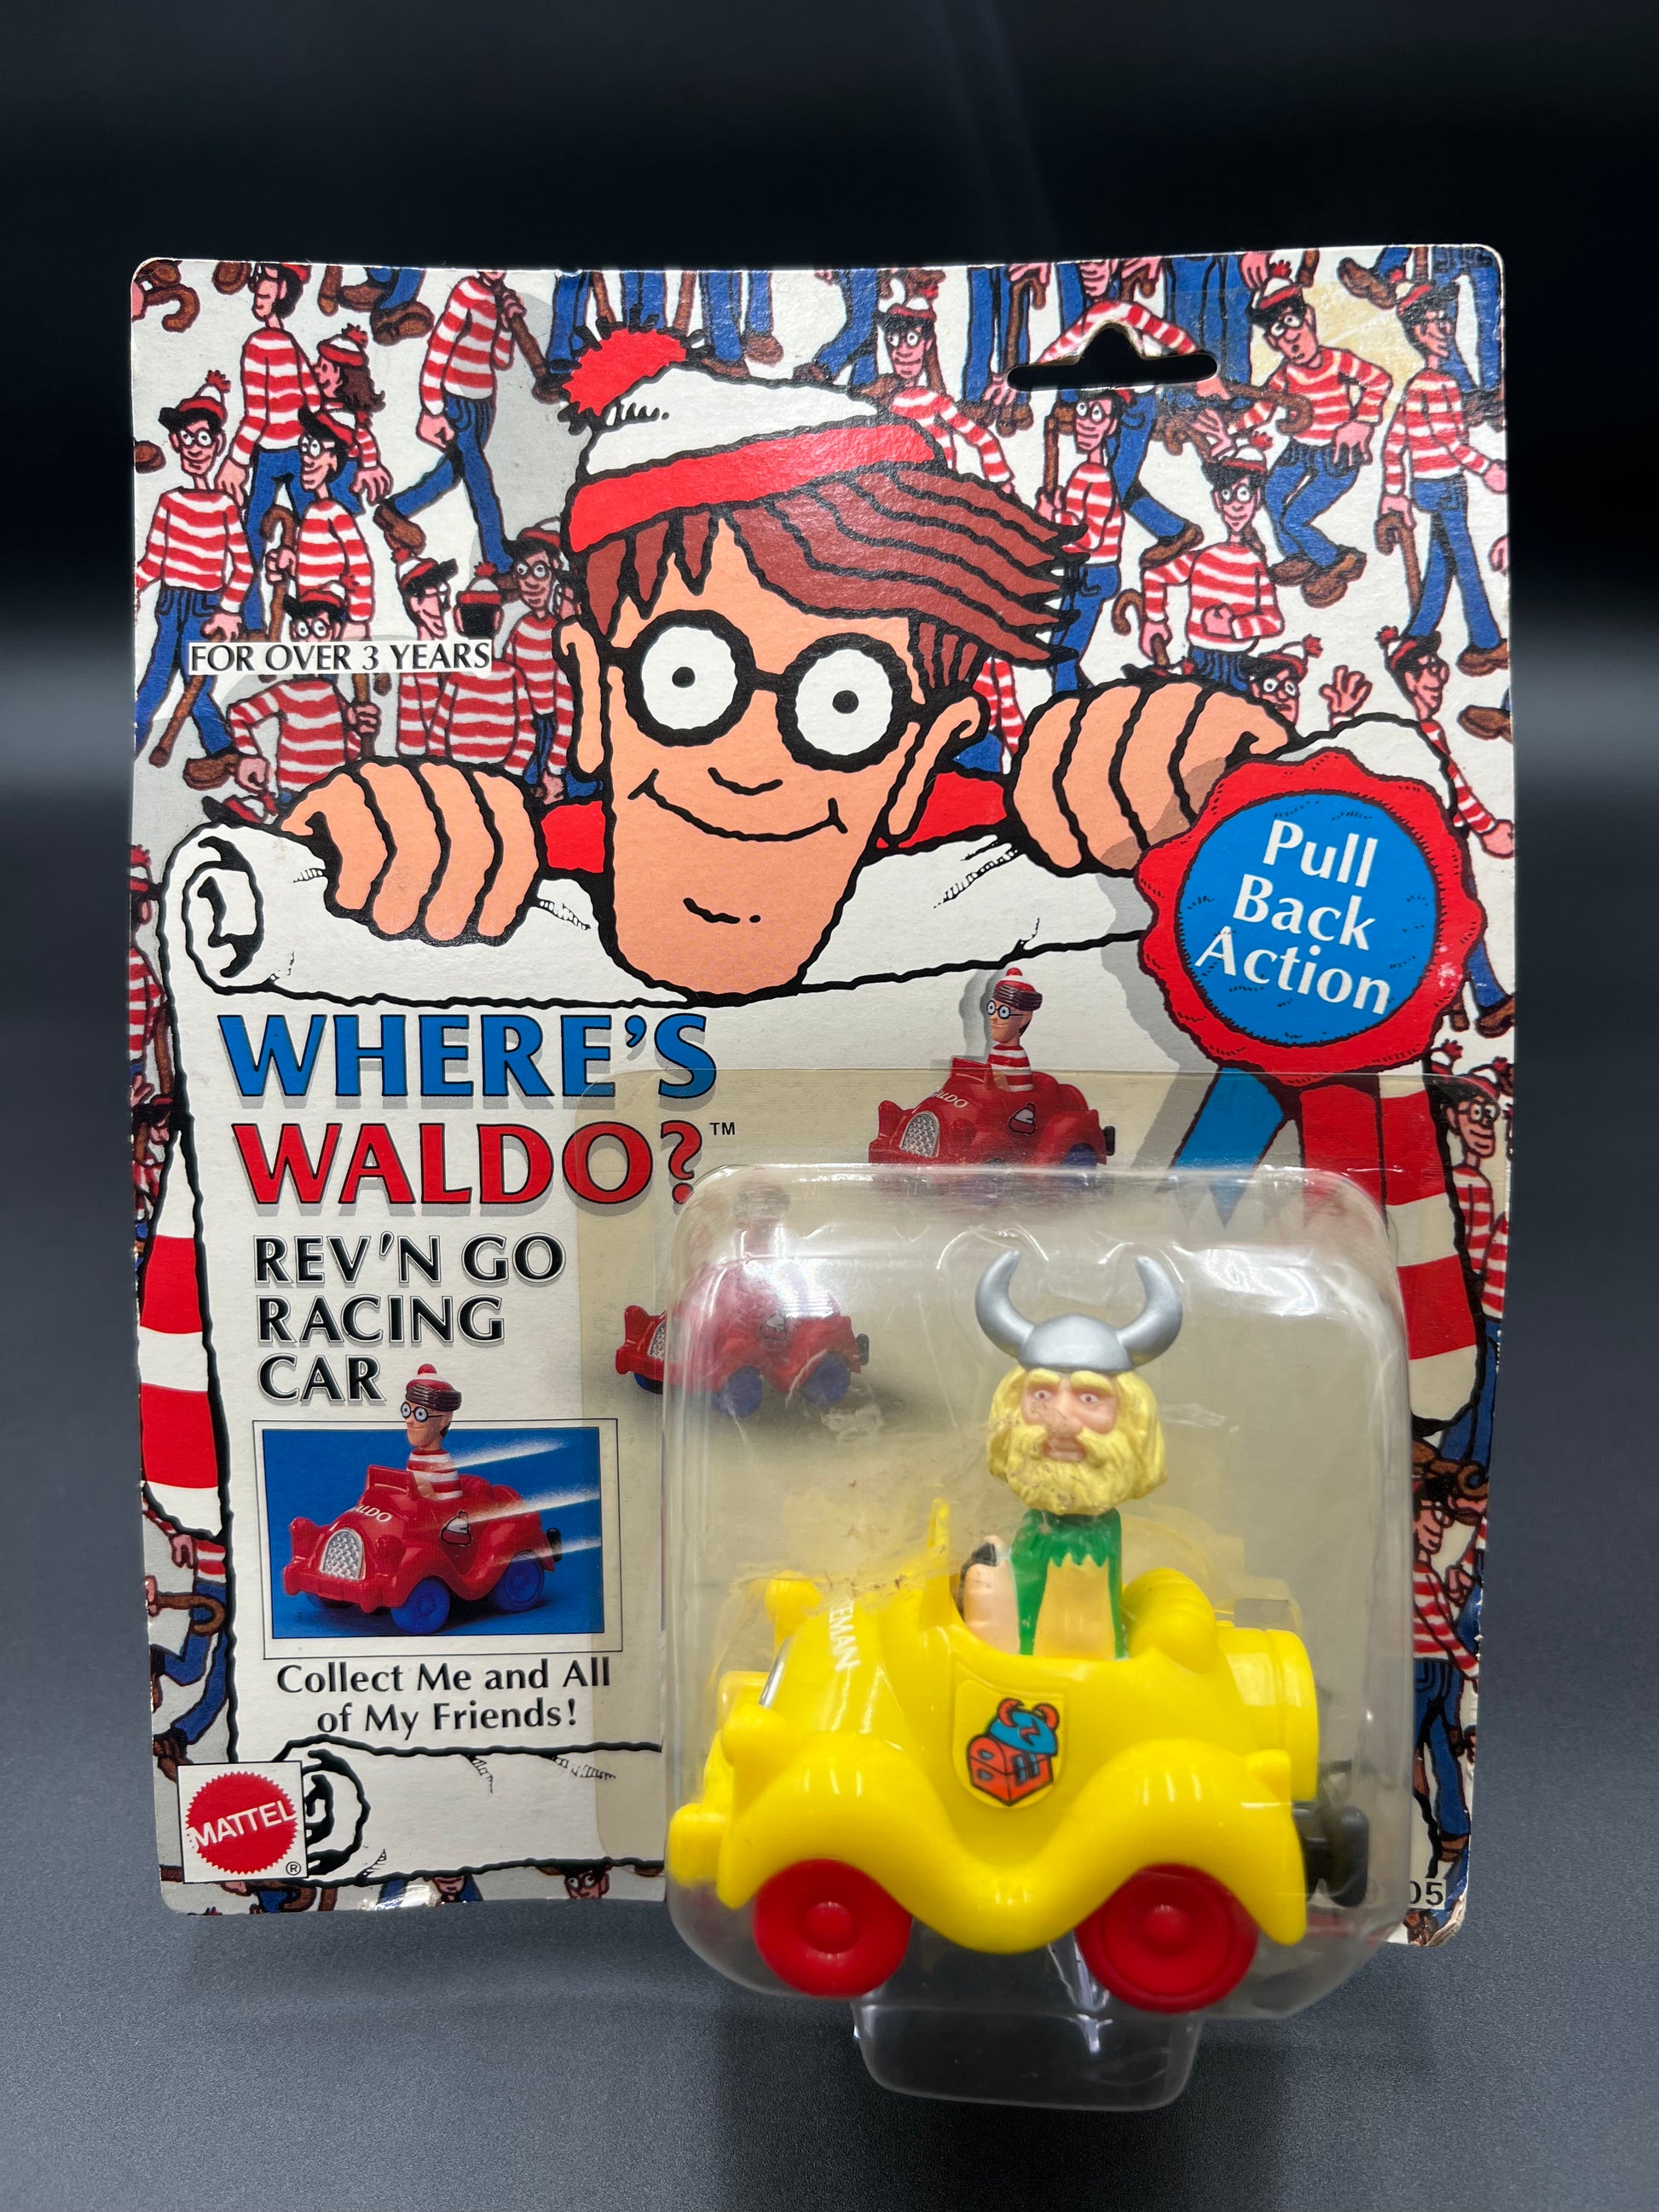 FOR OVER 3 YEARS
Pull
Back
Action
WHERE'S
WALDO?™
REV'N GO
RACING
CAR
WALDO
Collect Me and All
of My Friends!
MATTEL®